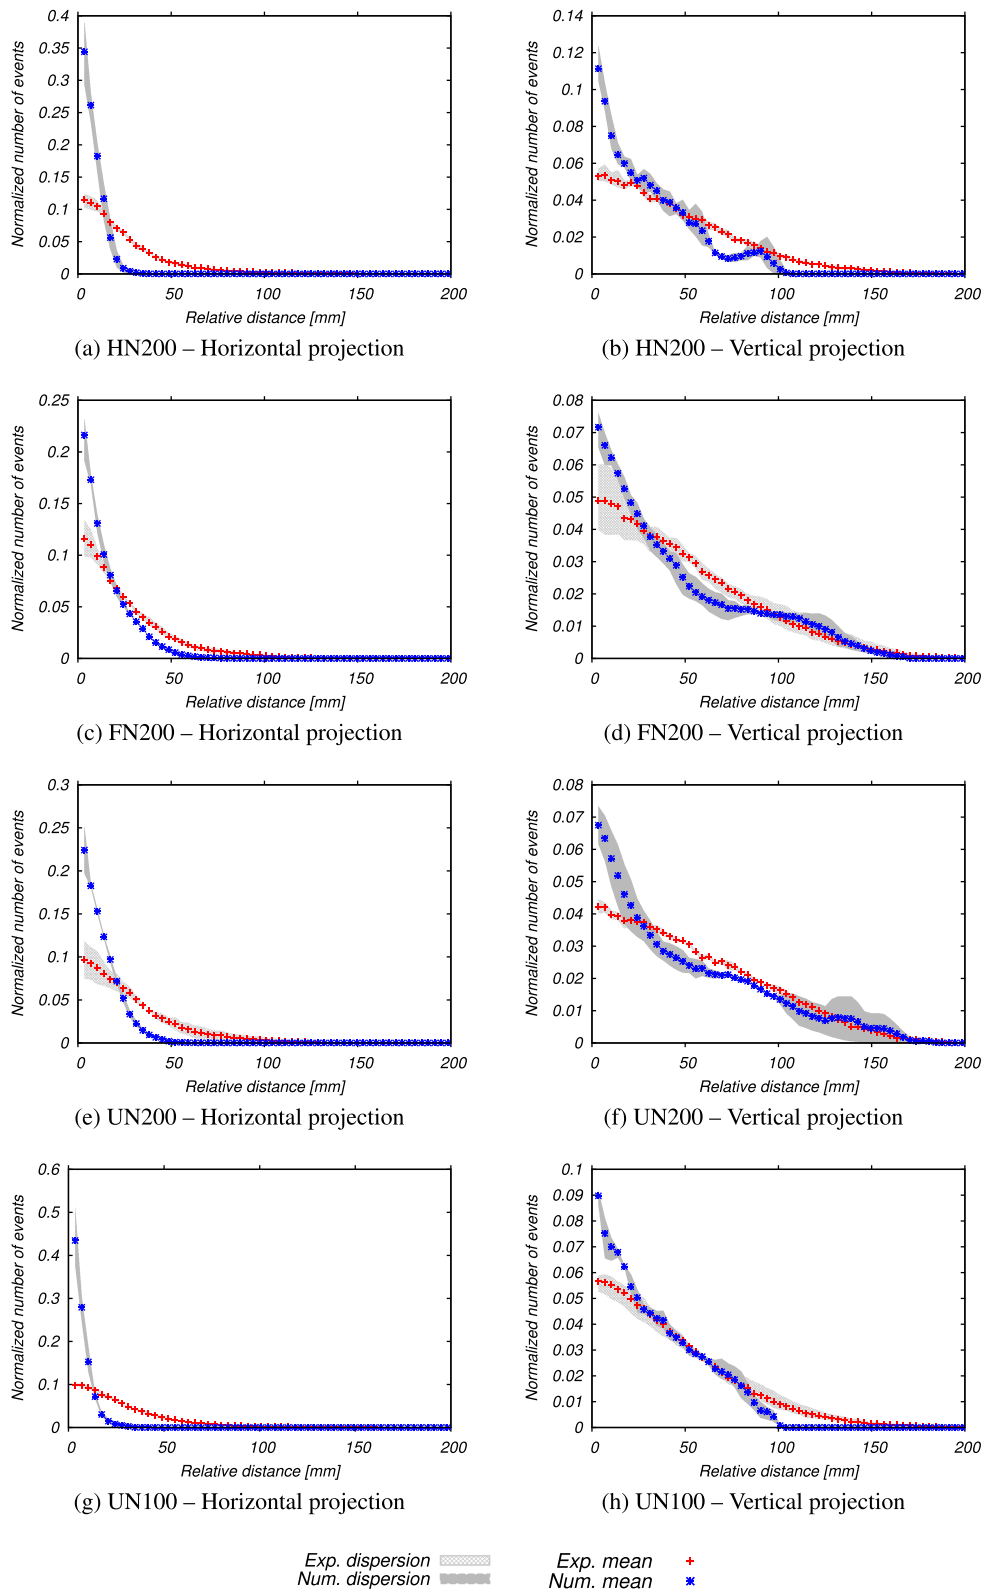 0.4
0.35
0.3
0.25
0.2
0.15
0.1
0.05
0
Normalized number of events
0 50 100 150 200
Relative distance [mm]
(a) HN200 – Horizontal projection
0.14
0.12
0.1
0.08
0.06
0.04
0.02
0
Normalized number of events
0 50 100 150 200
Relative distance [mm]
(b) HN200 – Vertical projection
0.25
0.2
0.15
0.1
0.05
0
Normalized number of events
0 50 100 150 200
Relative distance [mm]
(c) FN200 – Horizontal projection
0.08
0.07
0.06
0.05
0.04
0.03
0.02
0.01
0
Normalized number of events
0 50 100 150 200
Relative distance [mm]
(d) FN200 – Vertical projection
0.3
0.25
0.2
0.15
0.1
0.05
0
Normalized number of events
0 50 100 150 200
Relative distance [mm]
(e) UN200 – Horizontal projection
0.08
0.07
0.06
0.05
0.04
0.03
0.02
0.01
0
Normalized number of events
0 50 100 150 200
Relative distance [mm]
(f) UN200 – Vertical projection
0.6
0.5
0.4
0.3
0.2
0.1
0
Normalized number of events
0 50 100 150 200
Relative distance [mm]
(g) UN100 – Horizontal projection
0.1
0.09
0.08
0.07
0.06
0.05
0.04
0.03
0.02
0.01
0
Normalized number of events
0 50 100 150 200
Relative distance [mm]
(h) UN100 – Vertical projection
Exp. dispersion
Num. dispersion
Exp. mean
Num. mean